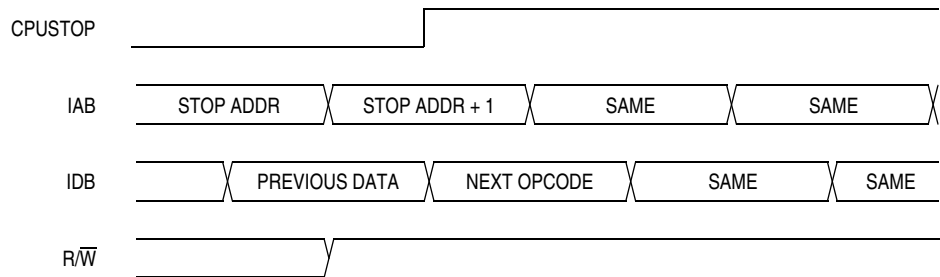 CPUSTOP
IAB STOP ADDR STOP ADDR + 1 SAME SAME
IDB PREVIOUS DATA NEXT OPCODE SAME SAME
R/W̅